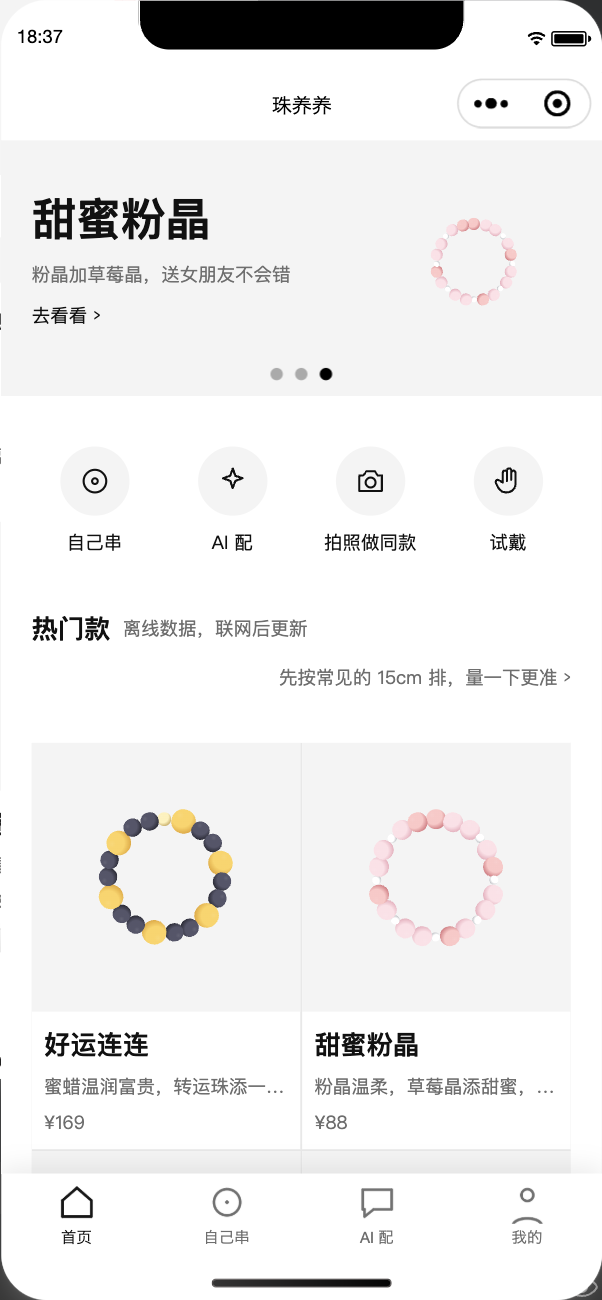 18:37
珠养养
甜蜜粉晶
粉晶加草莓晶，送女朋友不会错
去看看 >
自己串
AI 配
拍照做同款
试戴
热门款 离线数据，联网后更新
先按常见的 15cm 排，量一下更准 >
好运连连
蜜蜡温润富贵，转运珠添一…
¥169
甜蜜粉晶
粉晶温柔，草莓晶添甜蜜，…
¥88
首页
自己串
AI 配
我的